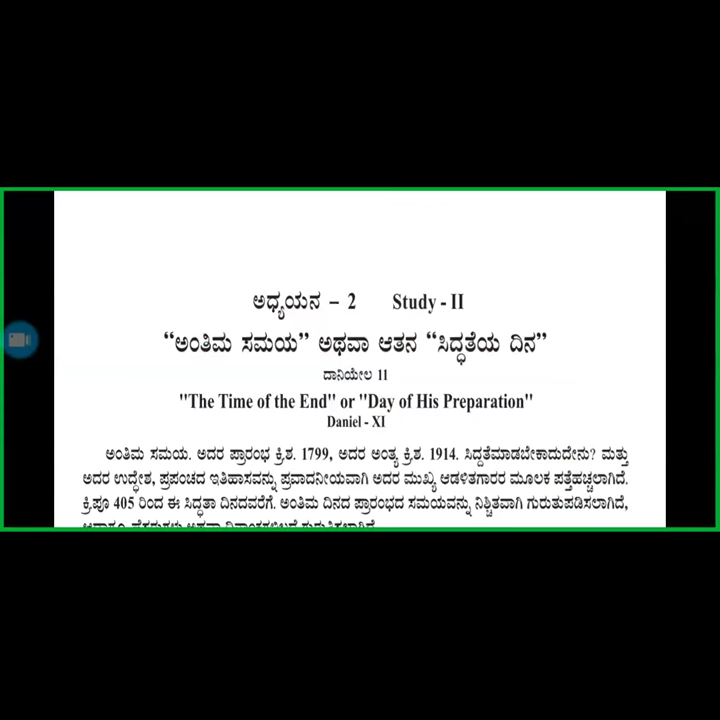 ಅಧ್ಯಯನ – 2 Study - II
“ಅಂತಿಮ ಸಮಯ” ಅಥವಾ ಆತನ “ಸಿದ್ಧತೆಯ ದಿನ”
ದಾನಿಯೇಲ 11
"The Time of the End" or "Day of His Preparation"
Daniel - XI
ಅಂತಿಮ ಸಮಯ. ಅದರ ಪ್ರಾರಂಭ ಕ್ರಿಶ. 1799, ಅದರ ಅಂತ್ಯ ಕ್ರಿಶ. 1914. ಸಿದ್ದತೆಮಾಡಬೇಕಾದುದೇನು? ಮತ್ತು
ಅದರ ಉದ್ದೇಶ, ಪ್ರಪಂಚದ ಇತಿಹಾಸವನ್ನು ಪ್ರವಾದನೀಯವಾಗಿ ಅದರ ಮುಖ್ಯ ಆಡಳಿತಗಾರರ ಮೂಲಕ ಪತ್ತೆಹಚ್ಚಲಾಗಿದೆ.
ಕ್ರಿ.ಪೂ 405 ರಿಂದ ಈ ಸಿದ್ಧತಾ ದಿನದವರೆಗೆ. ಅಂತಿಮ ದಿನದ ಪ್ರಾರಂಭದ ಸಮಯವನ್ನು ನಿಶ್ಚಿತವಾಗಿ ಗುರುತುಪಡಿಸಲಾಗಿದೆ,